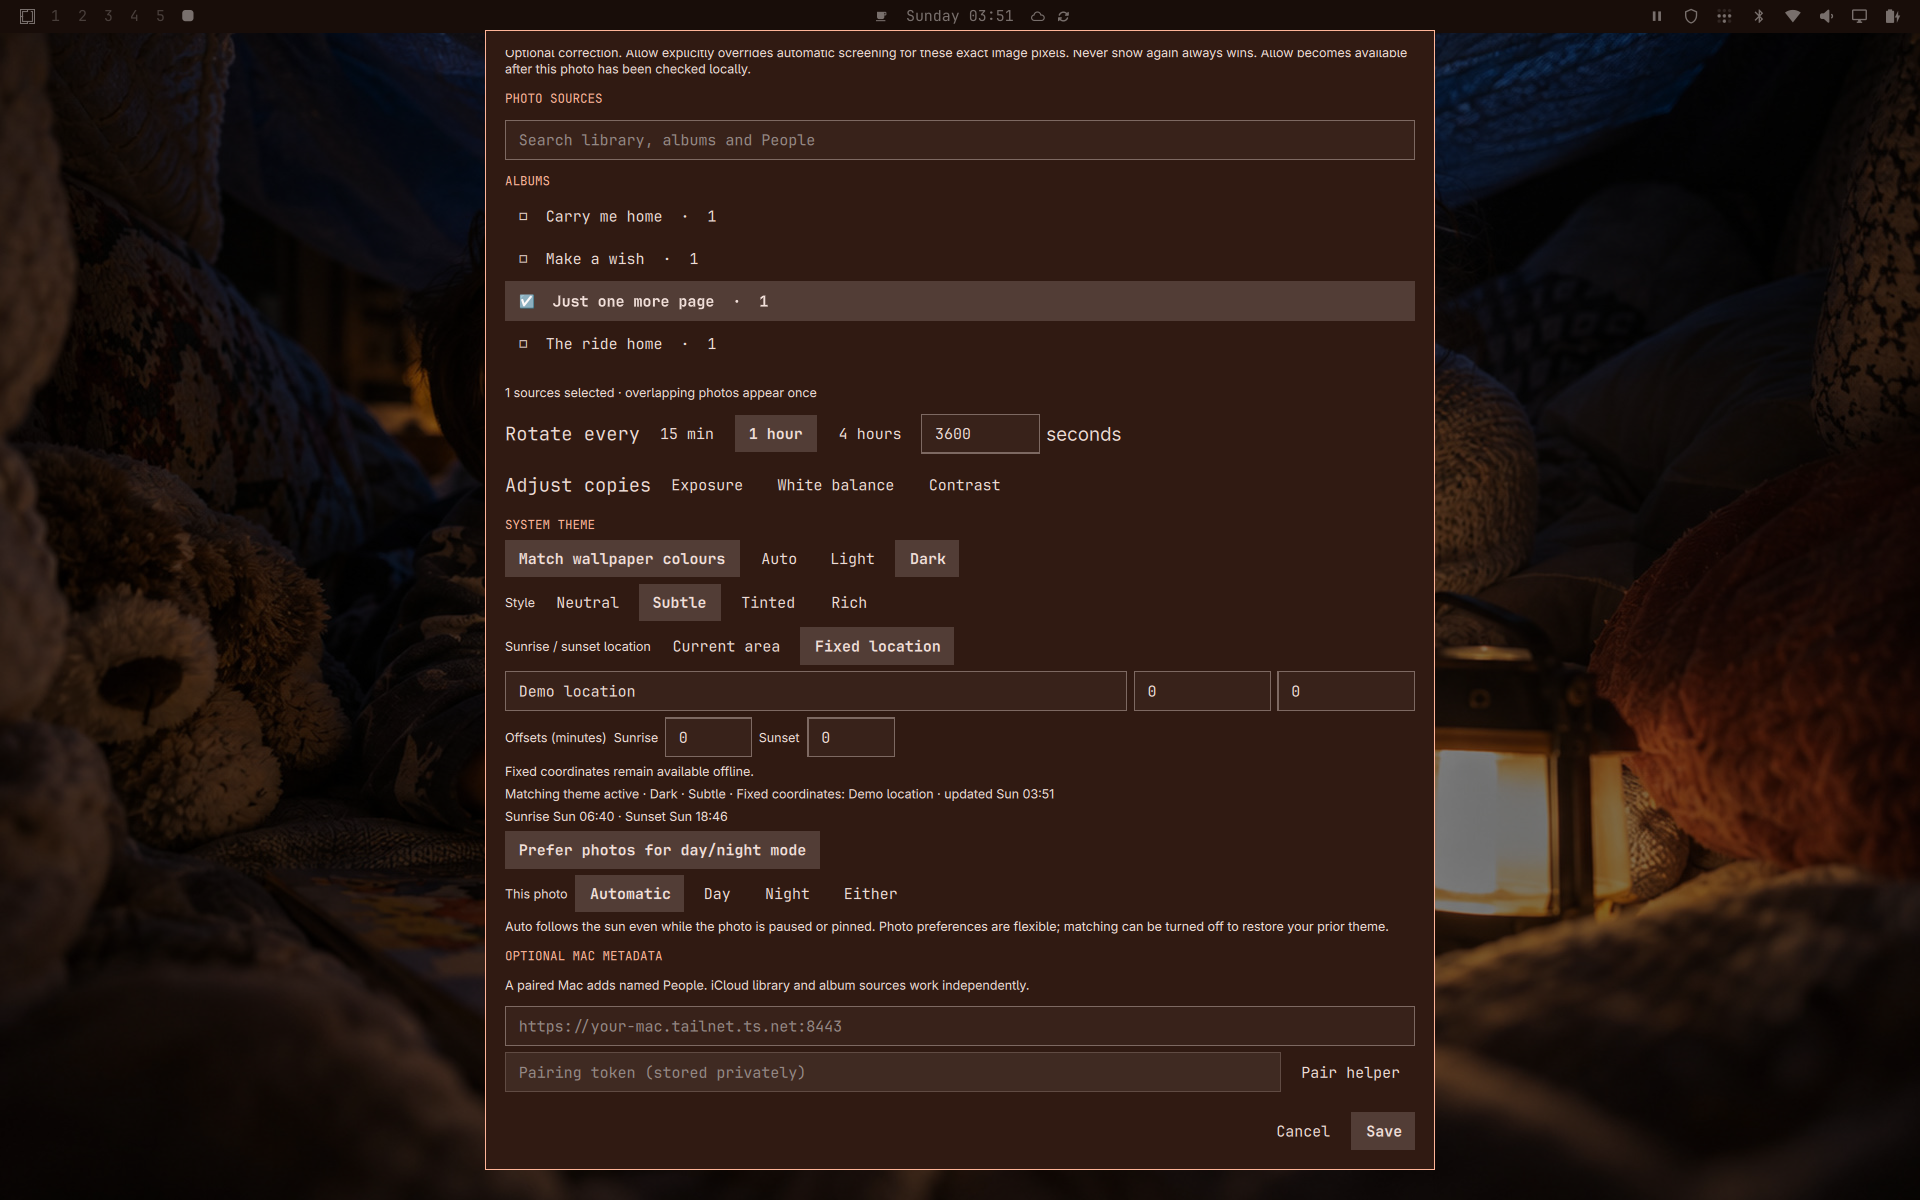 1 2 3 4 5
Sunday 03:51
Optional correction. Allow explicitly overrides automatic screening for these exact image pixels. Never show again always wins. Allow becomes available
after this photo has been checked locally.
PHOTO SOURCES
Search library, albums and People
ALBUMS
Carry me home · 1
Make a wish · 1
Just one more page · 1
The ride home · 1
1 sources selected · overlapping photos appear once
Rotate every 15 min 1 hour 4 hours 3600 seconds
Adjust copies Exposure White balance Contrast
SYSTEM THEME
Match wallpaper colours Auto Light Dark
Style Neutral Subtle Tinted Rich
Sunrise / sunset location Current area Fixed location
Demo location 0 0
Offsets (minutes) Sunrise 0 Sunset 0
Fixed coordinates remain available offline.
Matching theme active · Dark · Subtle · Fixed coordinates: Demo location · updated Sun 03:51
Sunrise Sun 06:40 · Sunset Sun 18:46
Prefer photos for day/night mode
This photo Automatic Day Night Either
Auto follows the sun even while the photo is paused or pinned. Photo preferences are flexible; matching can be turned off to restore your prior theme.
OPTIONAL MAC METADATA
A paired Mac adds named People. iCloud library and album sources work independently.
https://your-mac.tailnet.ts.net:8443
Pairing token (stored privately) Pair helper
Cancel Save